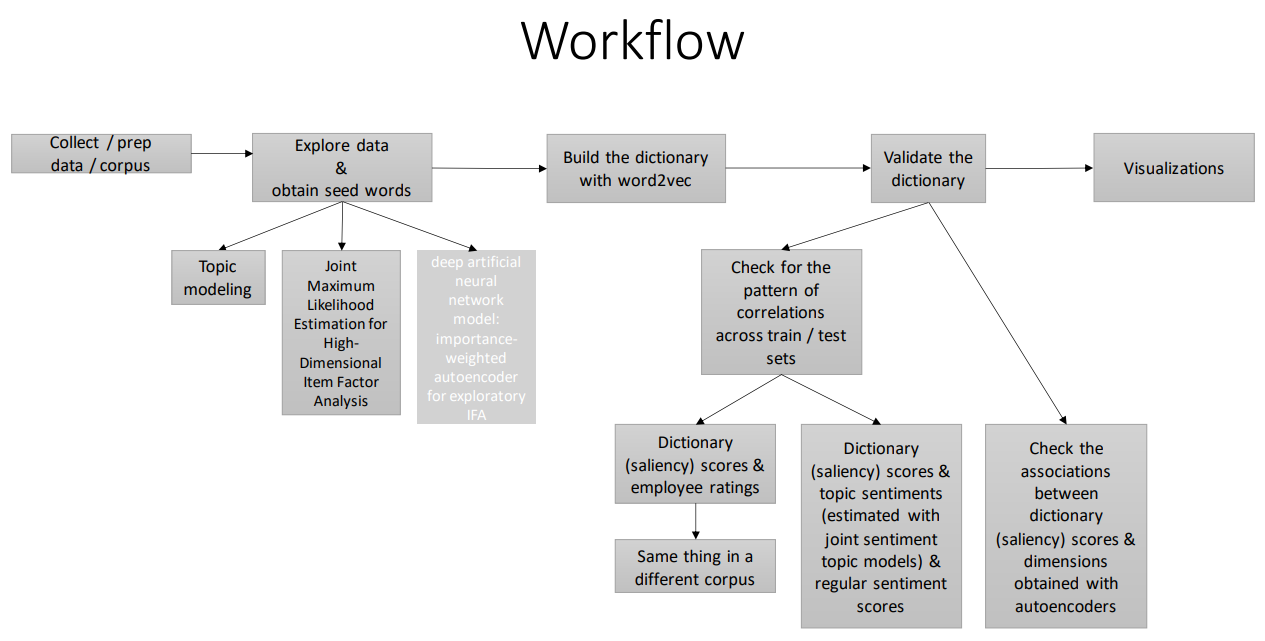 Workflow
Collect / prep
data / corpus
Explore data
&
obtain seed words
Build the dictionary
with word2vec
Validate the
dictionary
Visualizations
Topic
modeling
Joint
Maximum
Likelihood
Estimation for
High-
Dimensional
Item Factor
Analysis
deep artificial
neural
network
model:
importance-
weighted
autoencoder
for exploratory
IFA
Check for the
pattern of
correlations
across train / test
sets
Dictionary
(saliency) scores &
employee ratings
Same thing in a
different corpus
Dictionary
(saliency) scores &
topic sentiments
(estimated with
joint sentiment
topic models) &
regular sentiment
scores
Check the
associations
between
dictionary
(saliency) scores &
dimensions
obtained with
autoencoders